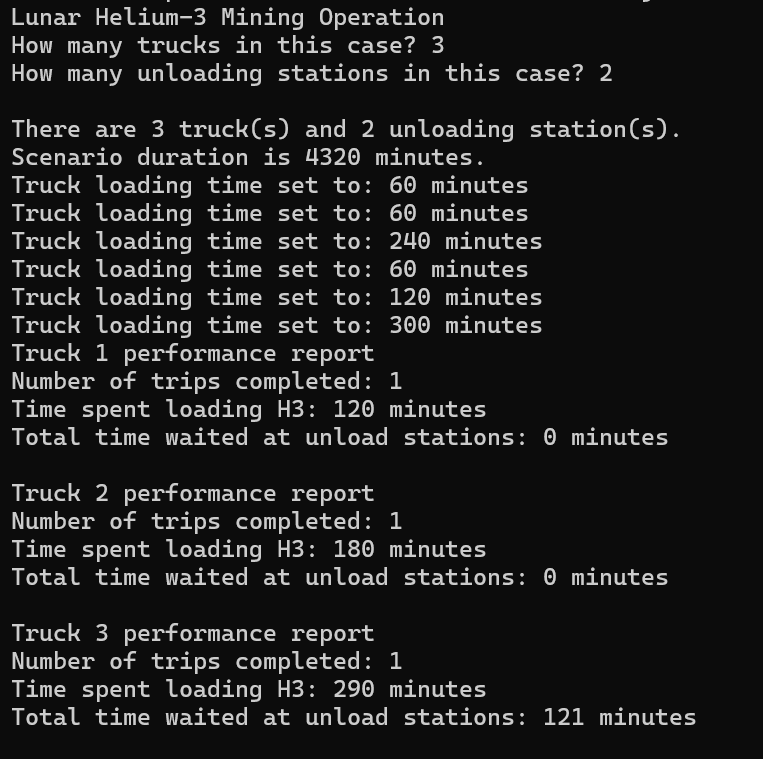 Lunar Helium-3 Mining Operation
How many trucks in this case? 3
How many unloading stations in this case? 2
There are 3 truck(s) and 2 unloading station(s).
Scenario duration is 4320 minutes.
Truck loading time set to: 60 minutes
Truck loading time set to: 60 minutes
Truck loading time set to: 240 minutes
Truck loading time set to: 60 minutes
Truck loading time set to: 120 minutes
Truck loading time set to: 300 minutes
Truck 1 performance report
Number of trips completed: 1
Time spent loading H3: 120 minutes
Total time waited at unload stations: 0 minutes
Truck 2 performance report
Number of trips completed: 1
Time spent loading H3: 180 minutes
Total time waited at unload stations: 0 minutes
Truck 3 performance report
Number of trips completed: 1
Time spent loading H3: 290 minutes
Total time waited at unload stations: 121 minutes